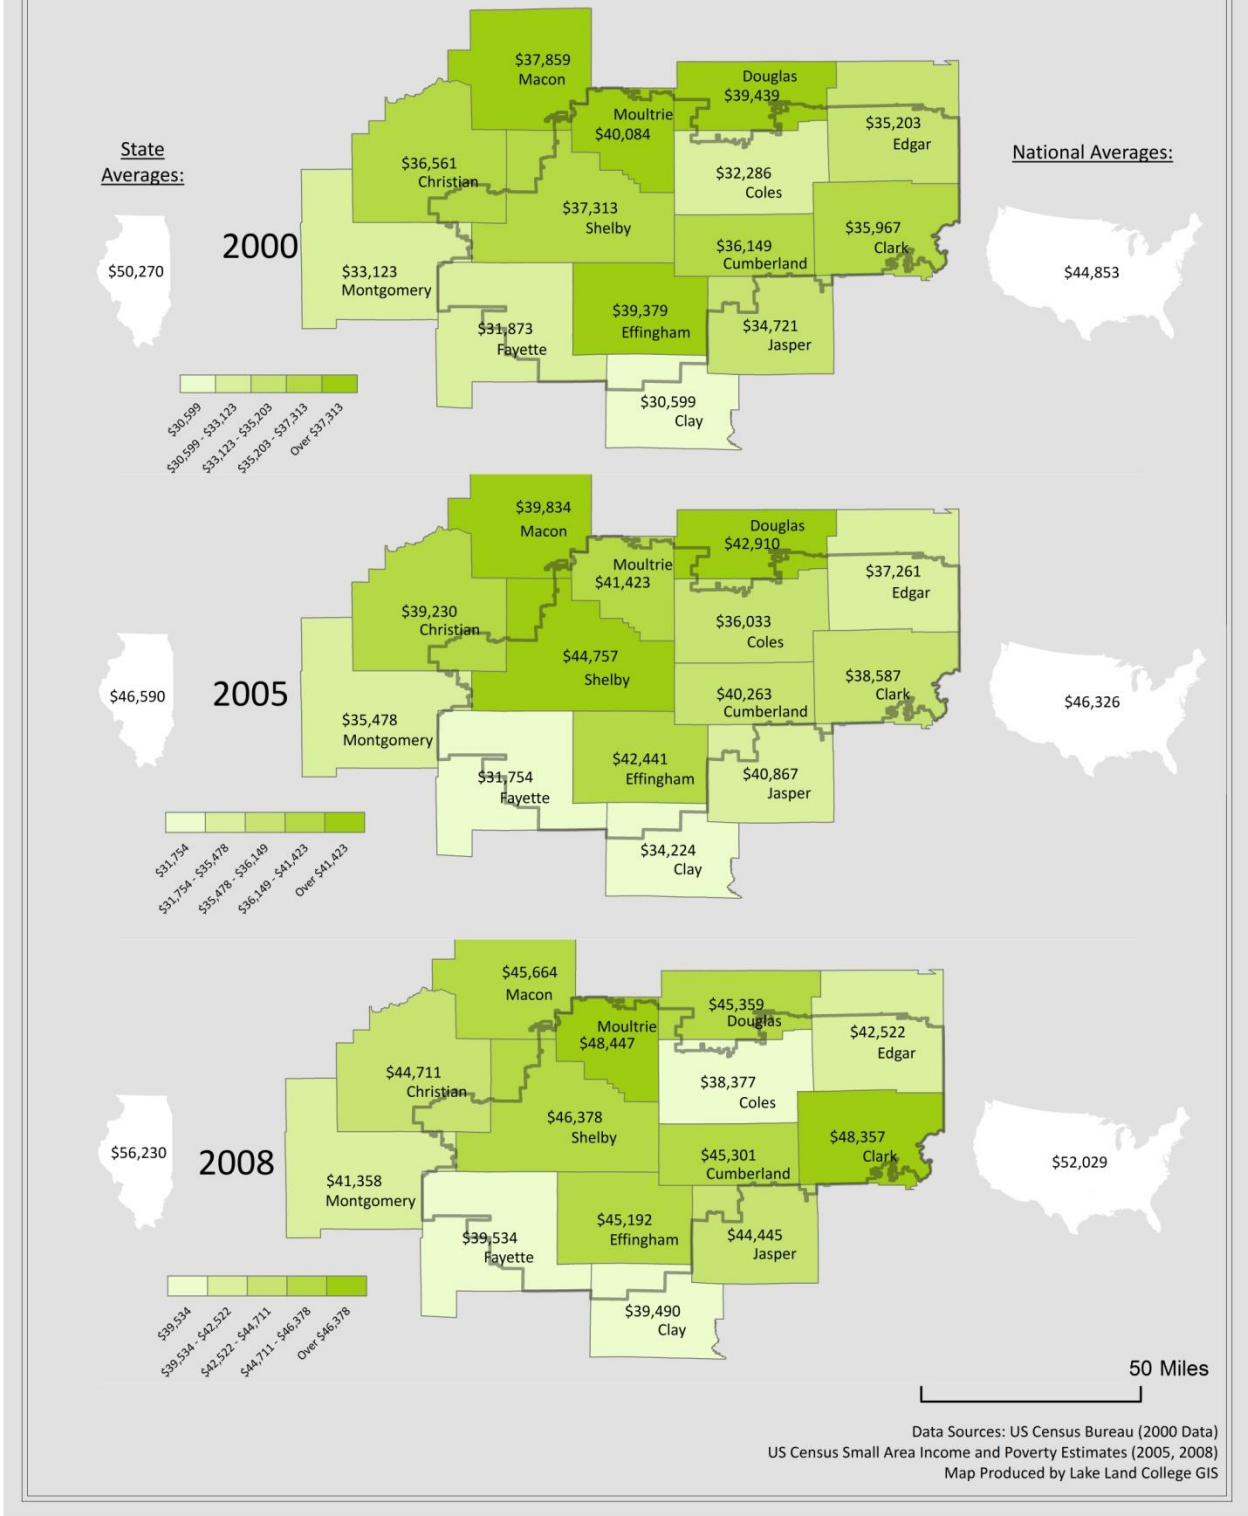 State
Averages:
National Averages:
2000
$50,270
$44,853
$37,859
Macon
Douglas
$39,439
Moultrie
$40,084
$35,203
Edgar
$36,561
Christian
$32,286
Coles
$37,313
Shelby
$35,967
Clark
$36,149
Cumberland
$33,123
Montgomery
$39,379
Effingham
$34,721
Jasper
$31,873
Fayette
$30,599
Clay
$30,599
$30,599 - $33,123
$33,123 - $35,203
$35,203 - $37,313
Over $37,313
2005
$46,590
$46,326
$39,834
Macon
Douglas
$42,910
Moultrie
$41,423
$37,261
Edgar
$39,230
Christian
$36,033
Coles
$44,757
Shelby
$38,587
Clark
$40,263
Cumberland
$35,478
Montgomery
$42,441
Effingham
$40,867
Jasper
$31,754
Fayette
$34,224
Clay
$31,754
$31,754 - $35,478
$35,478 - $36,149
$36,149 - $41,423
Over $41,423
2008
$56,230
$52,029
$45,664
Macon
$45,359
Douglas
Moultrie
$48,447
$42,522
Edgar
$44,711
Christian
$38,377
Coles
$46,378
Shelby
$48,357
Clark
$45,301
Cumberland
$41,358
Montgomery
$45,192
Effingham
$44,445
Jasper
$39,534
Fayette
$39,490
Clay
$39,534
$39,534 - $42,522
$42,522 - $44,711
$44,711 - $46,378
Over $46,378
50 Miles
Data Sources: US Census Bureau (2000 Data)
US Census Small Area Income and Poverty Estimates (2005, 2008)
Map Produced by Lake Land College GIS